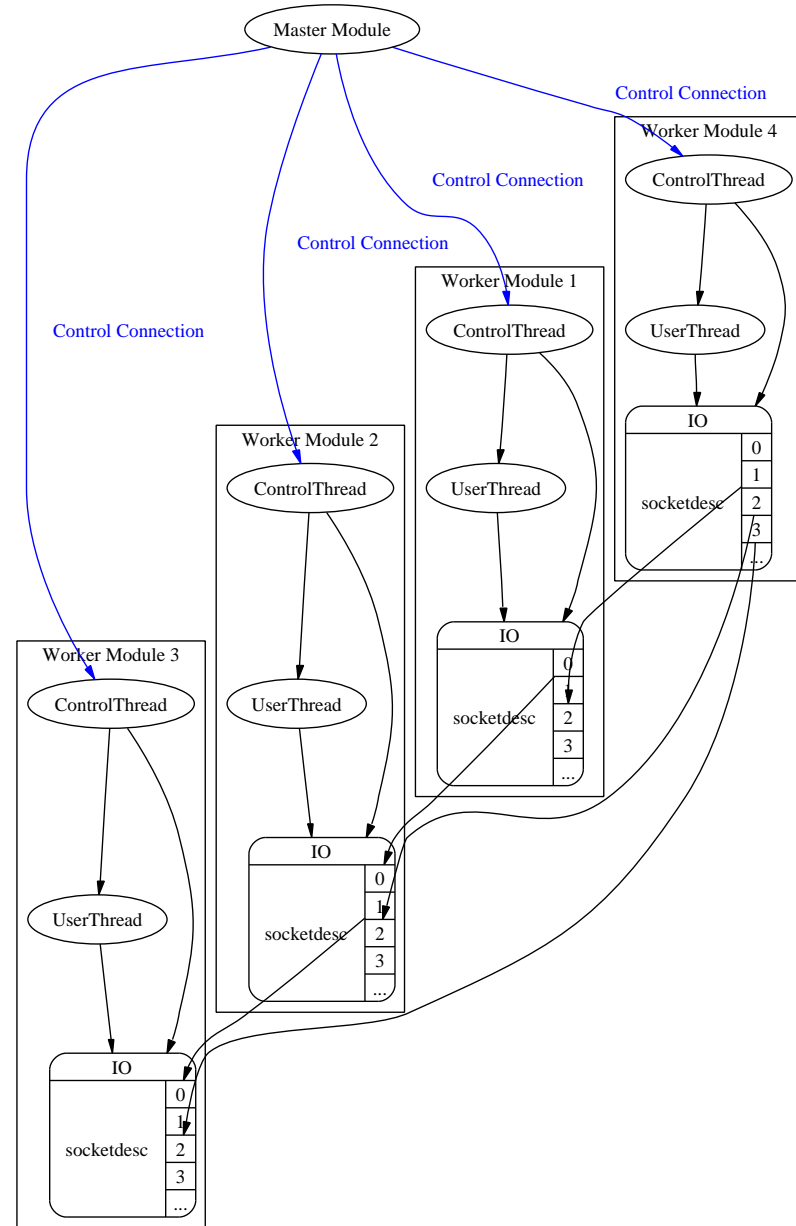 Master Module
Control Connection
Worker Module 4
ControlThread
UserThread
IO
socketdesc
0
1
2
3
...
Control Connection
Worker Module 1
ControlThread
UserThread
IO
socketdesc
0
1
2
3
...
Control Connection
Worker Module 2
ControlThread
UserThread
IO
socketdesc
0
1
2
3
...
Control Connection
Worker Module 3
ControlThread
UserThread
IO
socketdesc
0
1
2
3
...